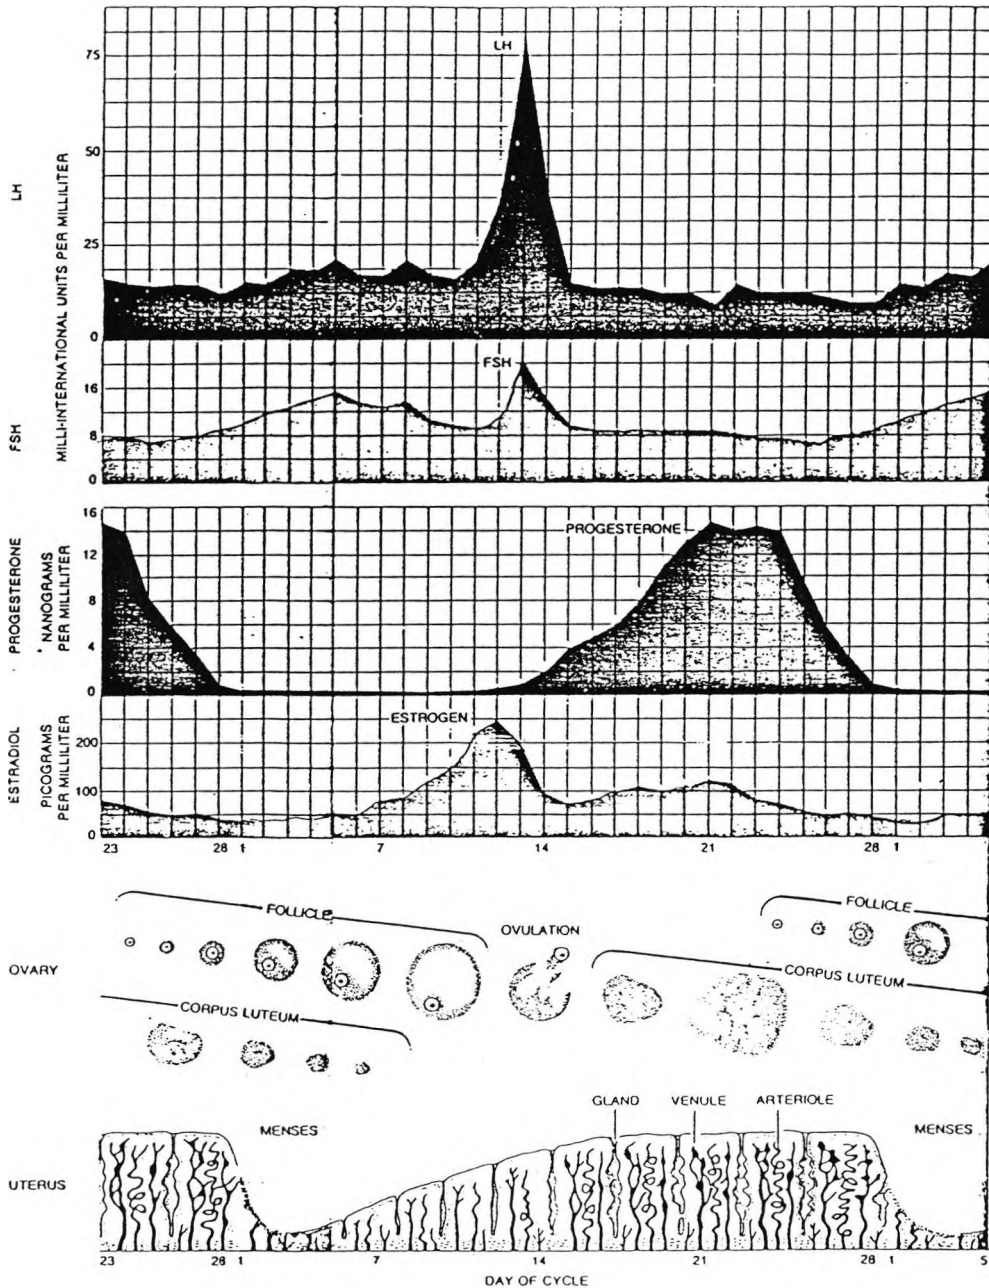 LH
MILLI-INTERNATIONAL UNITS PER MILLILITER
75
50
25
0
LH
FSH
16
8
0
FSH
PROGESTERONE
NANOGRAMS
PER MILLILITER
16
12
8
4
0
PROGESTERONE
ESTRADIOL
PICOGRAMS
PER MILLILITER
200
100
0
ESTROGEN
23 28 1 7 14 21 28 1
FOLLICLE OVULATION FOLLICLE
OVARY
CORPUS LUTEUM CORPUS LUTEUM
GLAND VENULE ARTERIOLE
MENSES MENSES
UTERUS
23 28 1 7 14 21 28 1 5
DAY OF CYCLE